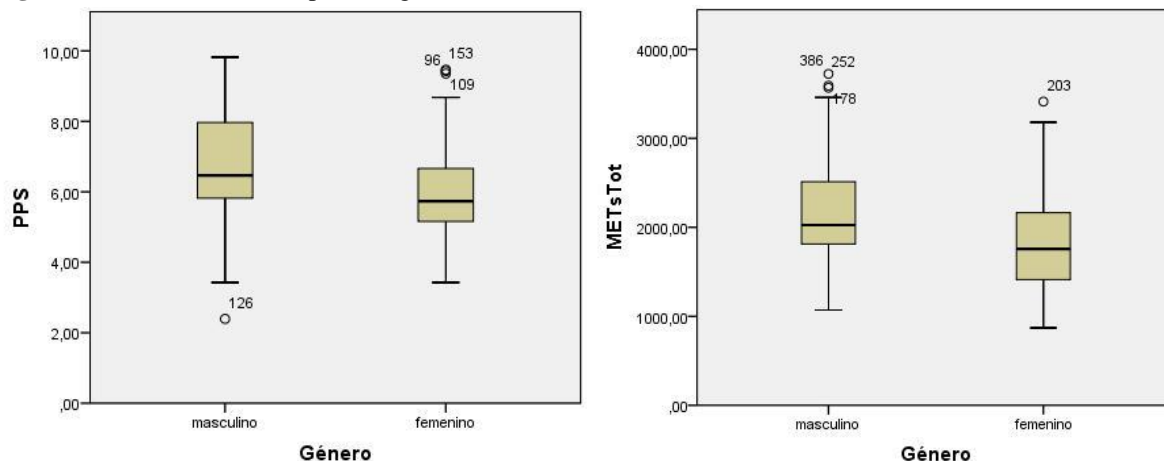 10,00
8,00
6,00
4,00
2,00
,00
PPS
96 153
109
126
masculino
femenino
Género
4000,00
3000,00
2000,00
1000,00
,00
METsTot
386 252
178
203
masculino
femenino
Género